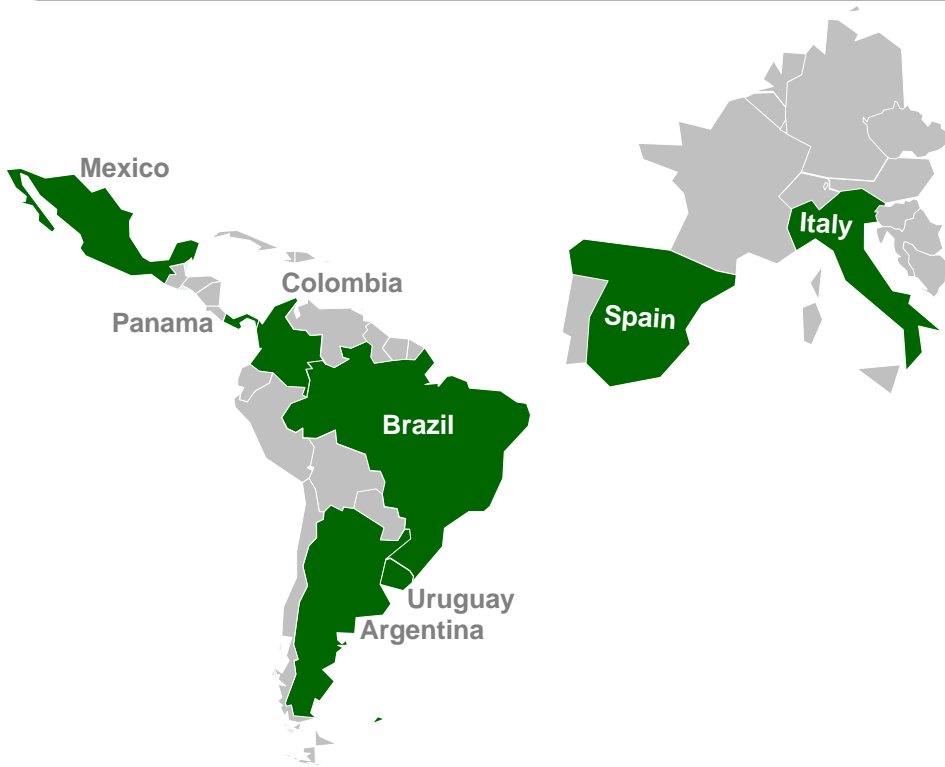 Mexico
Italy
Colombia
Panama
Spain
Brazil
Uruguay
Argentina